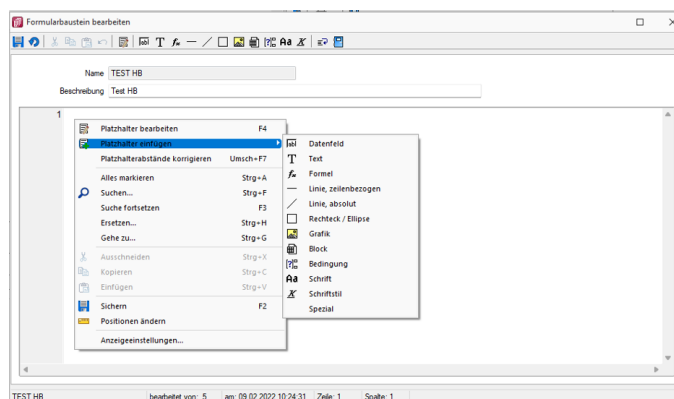 Formularbaustein bearbeiten
Name TEST HB
Beschreibung Test HB
1
Platzhalter bearbeiten F4
Platzhalter einfügen
Platzhalterabstände korrigieren Umsch+F7
Alles markieren Strg+A
Suchen... Strg+F
Suche fortsetzen F3
Ersetzen... Strg+H
Gehe zu... Strg+G
Ausschneiden Strg+X
Kopieren Strg+C
Einfügen Strg+V
Sichern F2
Positionen ändern
Anzeigeeinstellungen...
Datenfeld
Text
Formel
Linie, zeilenbezogen
Linie, absolut
Rechteck / Ellipse
Grafik
Block
Bedingung
Schrift
Schriftstil
Spezial
TEST HB bearbeitet von: 5 am: 09.02.2022 10:24:31 Zeile: 1 Spalte: 1